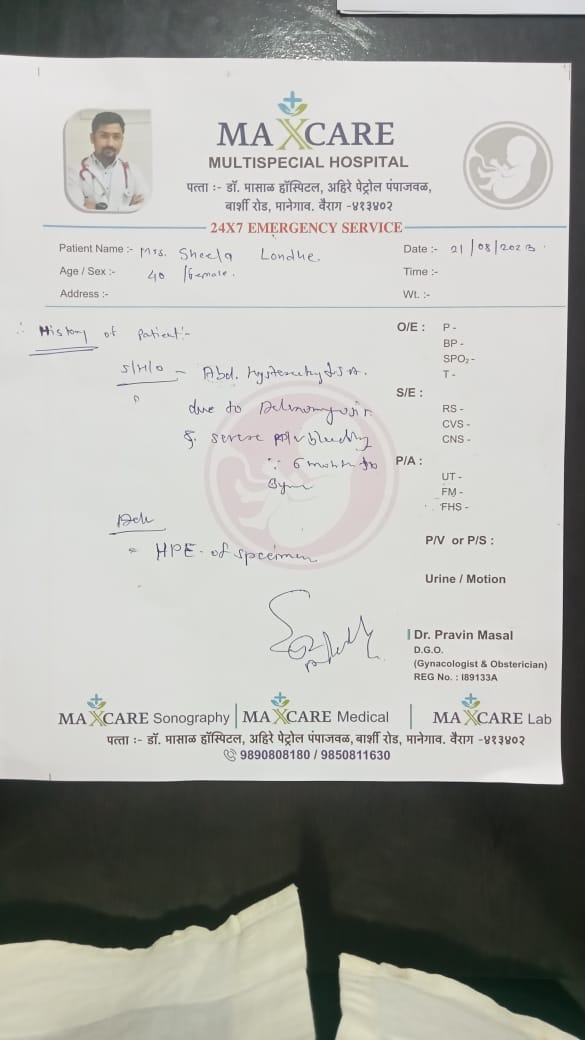 MAXCARE
MULTISPECIAL HOSPITAL
पत्ता :- डॉ. मासाळ हॉस्पिटल, अहिरे पेट्रोल पंपाजवळ,
बार्शी रोड, मानेगाव. वैराग -४१३४०२
24X7 EMERGENCY SERVICE
Patient Name :- Mrs. Sheela Londhe. Date :- 21/08/2023
Age / Sex :- 40 /female. Time :-
Address :- Wt. :-
History of Patient:-
O/E : P -
BP -
SPO₂-
T -
S/H/O - Abd.
due to
& severe
6 month to
S/E :
RS -
CVS -
CNS -
P/A :
UT -
FM -
FHS -
Adv
HPE - of specimen
P/V or P/S :
Urine / Motion
Dr. Pravin Masal
D.G.O.
(Gynacologist & Obsterician)
REG No. : I89133A
MAXCARE Sonography | MAXCARE Medical | MAXCARE Lab
पत्ता :- डॉ. मासाळ हॉस्पिटल, अहिरे पेट्रोल पंपाजवळ, बार्शी रोड, मानेगाव. वैराग -४१३४०२
9890808180 / 9850811630